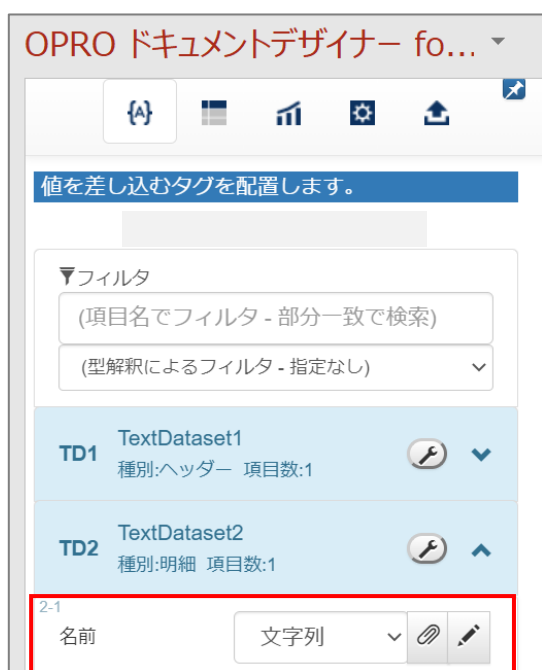 OPRO ドキュメントデザイナー fo...
{A}
値を差し込むタグを配置します。
フィルタ
(項目名でフィルタ - 部分一致で検索)
(型解釈によるフィルタ - 指定なし)
TD1 TextDataset1
種別:ヘッダー 項目数:1
TD2 TextDataset2
種別:明細 項目数:1
2-1
名前 文字列